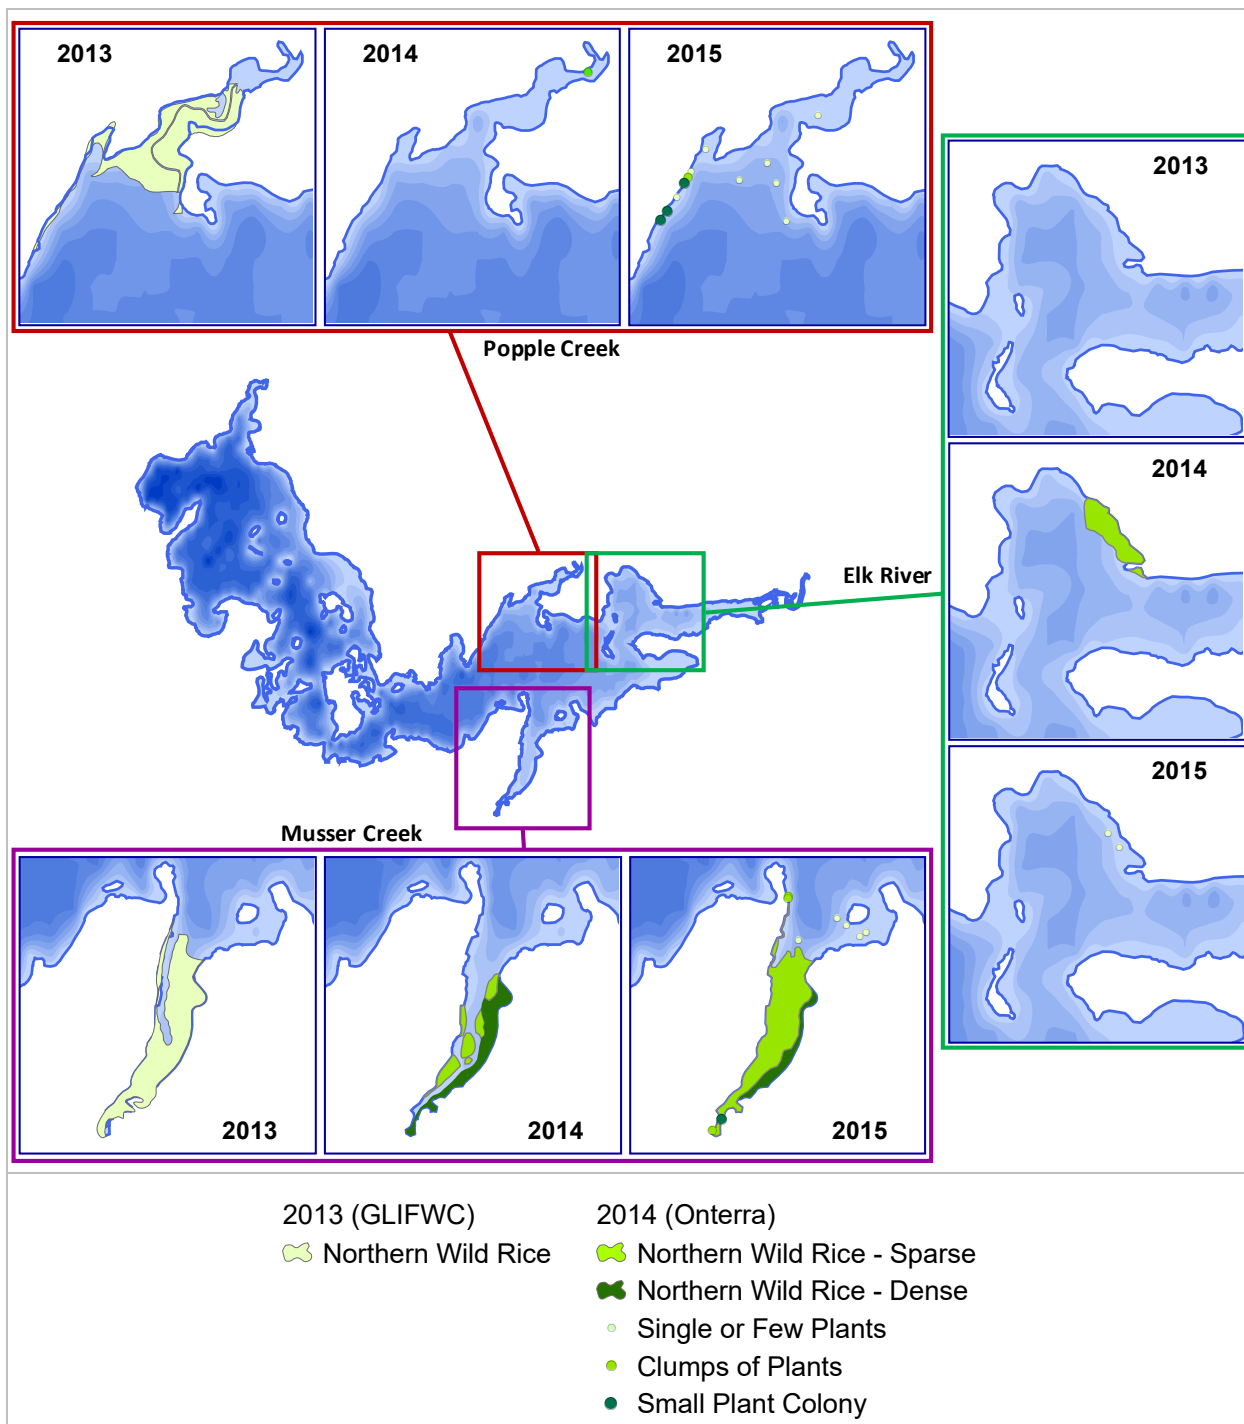 2013
2014
2015
Popple Creek
2013
2014
2015
Elk River
Musser Creek
2013
2014
2015
2013 (GLIFWC)
Northern Wild Rice
2014 (Onterra)
Northern Wild Rice - Sparse
Northern Wild Rice - Dense
Single or Few Plants
Clumps of Plants
Small Plant Colony